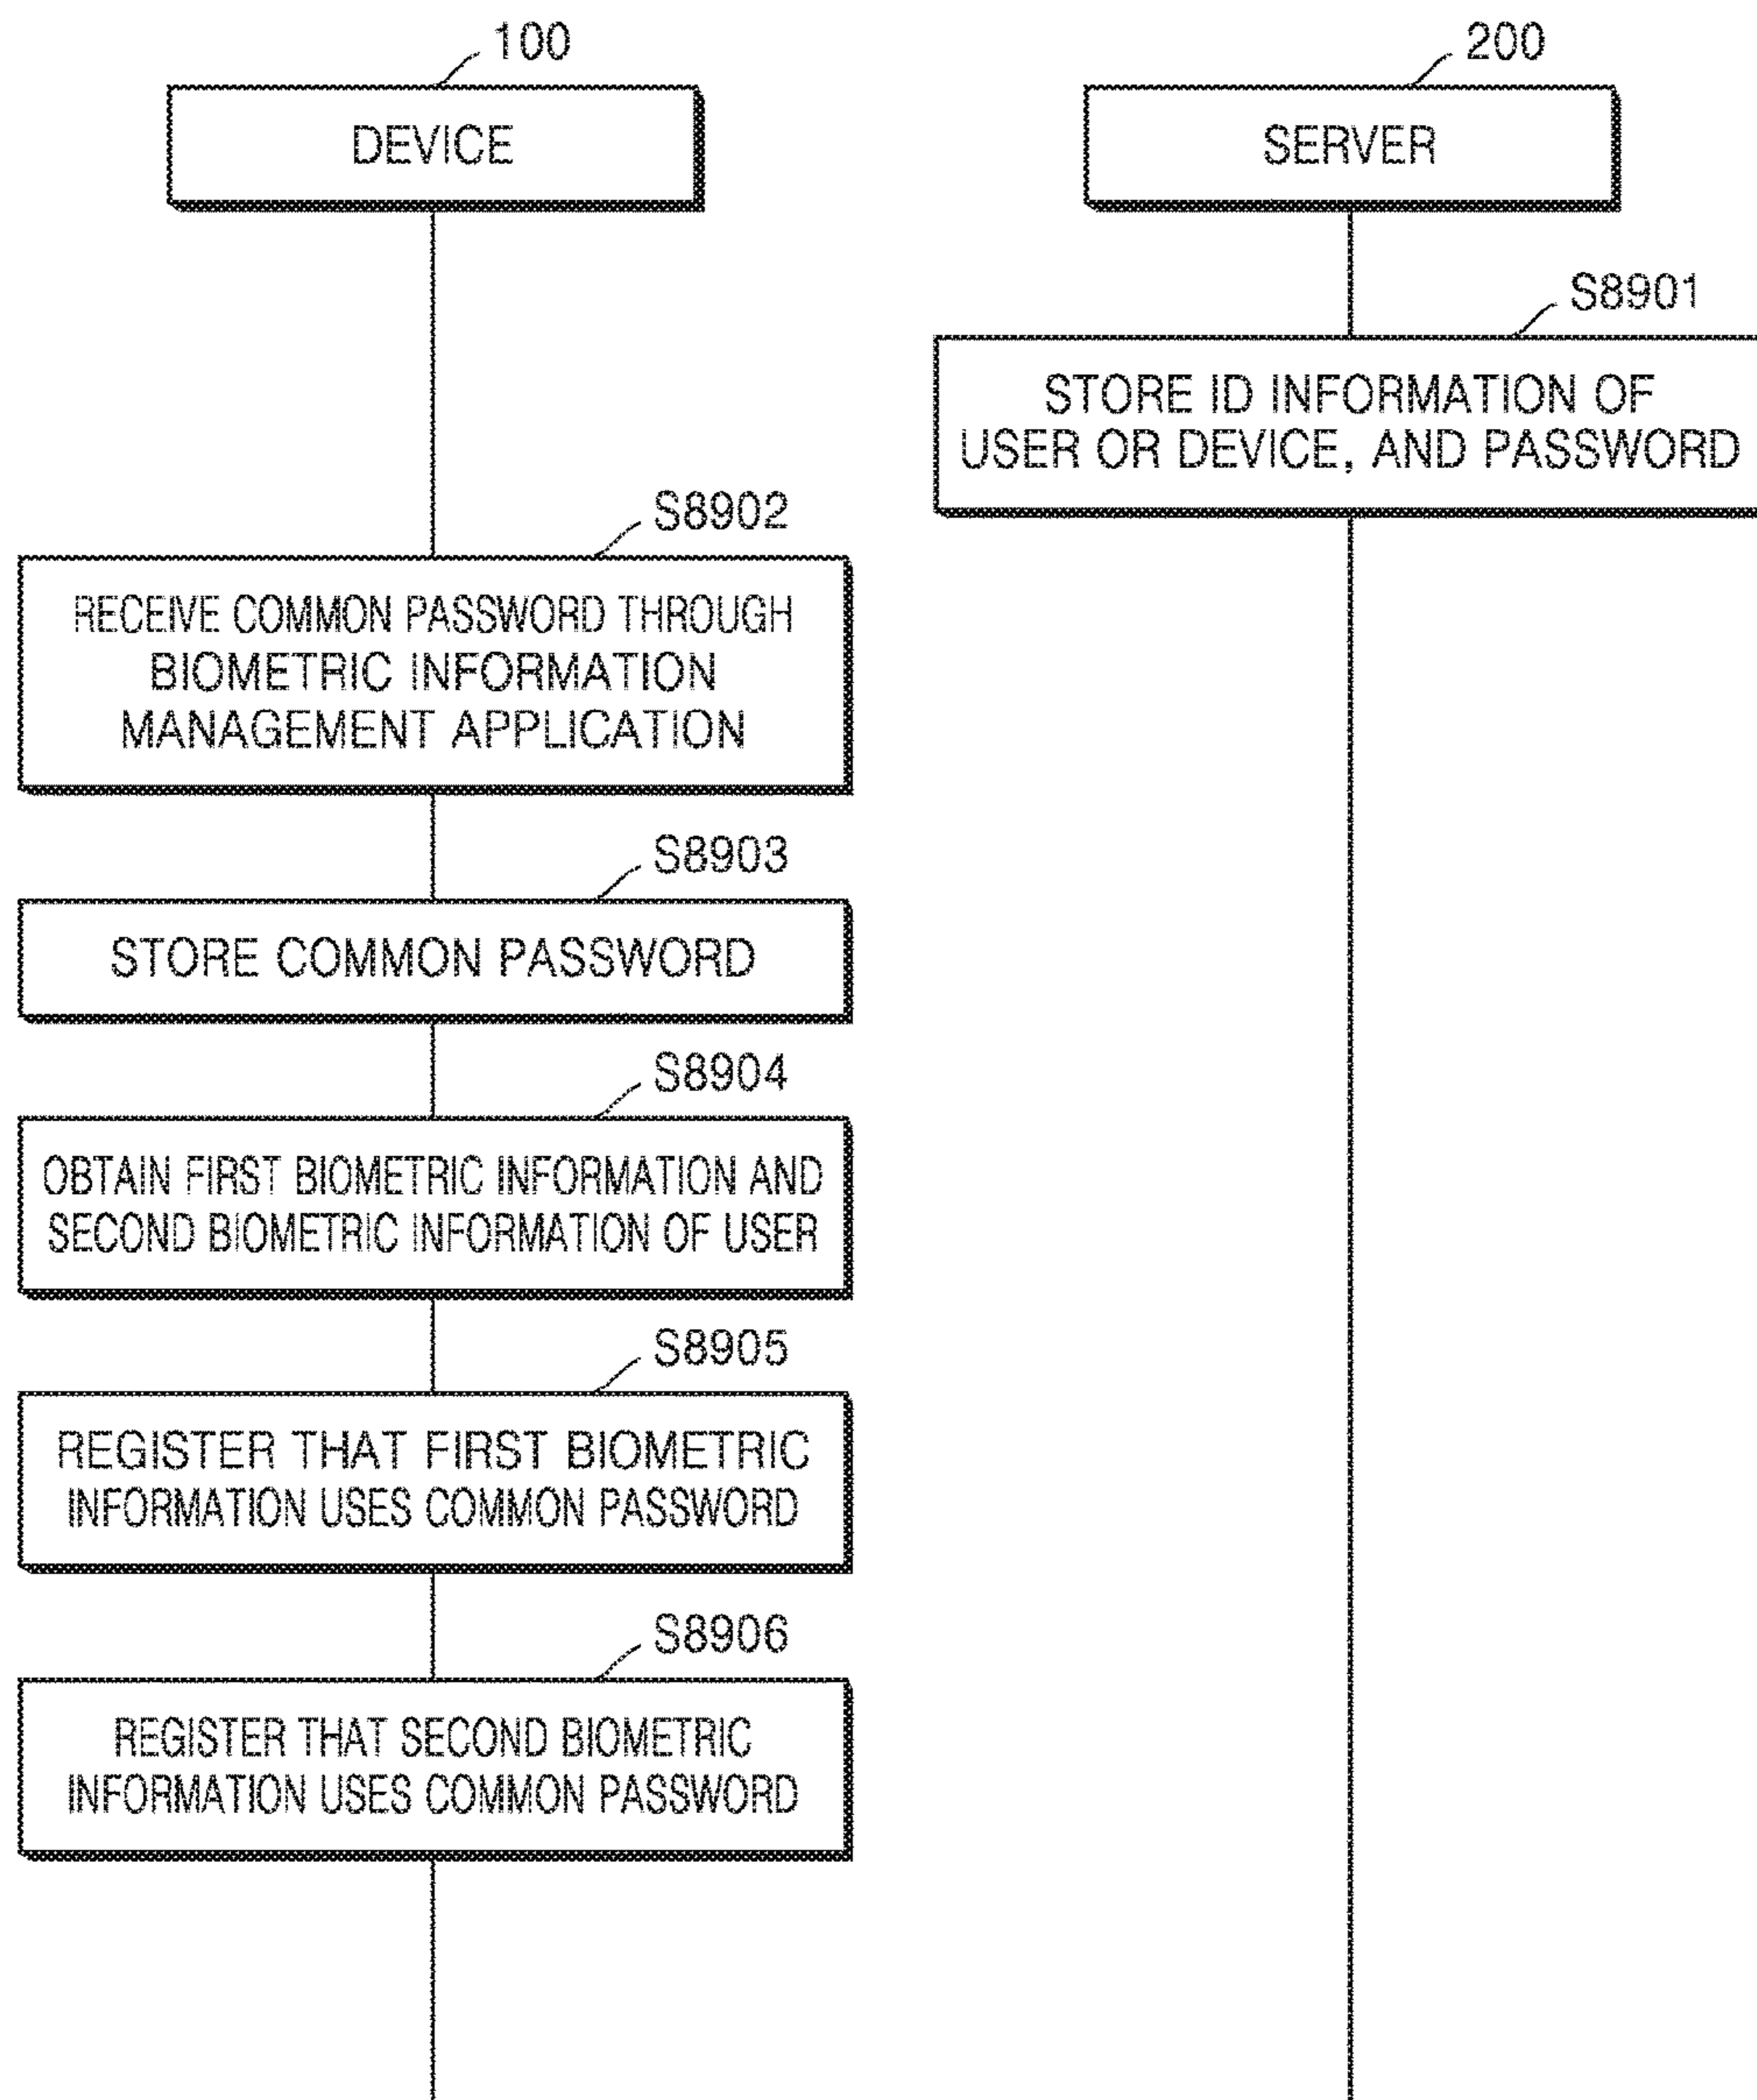 100
DEVICE
200
SERVER
S8901
STORE ID INFORMATION OF
USER OR DEVICE, AND PASSWORD
S8902
RECEIVE COMMON PASSWORD THROUGH
BIOMETRIC INFORMATION
MANAGEMENT APPLICATION
S8903
STORE COMMON PASSWORD
S8904
OBTAIN FIRST BIOMETRIC INFORMATION AND
SECOND BIOMETRIC INFORMATION OF USER
S8905
REGISTER THAT FIRST BIOMETRIC
INFORMATION USES COMMON PASSWORD
S8906
REGISTER THAT SECOND BIOMETRIC
INFORMATION USES COMMON PASSWORD